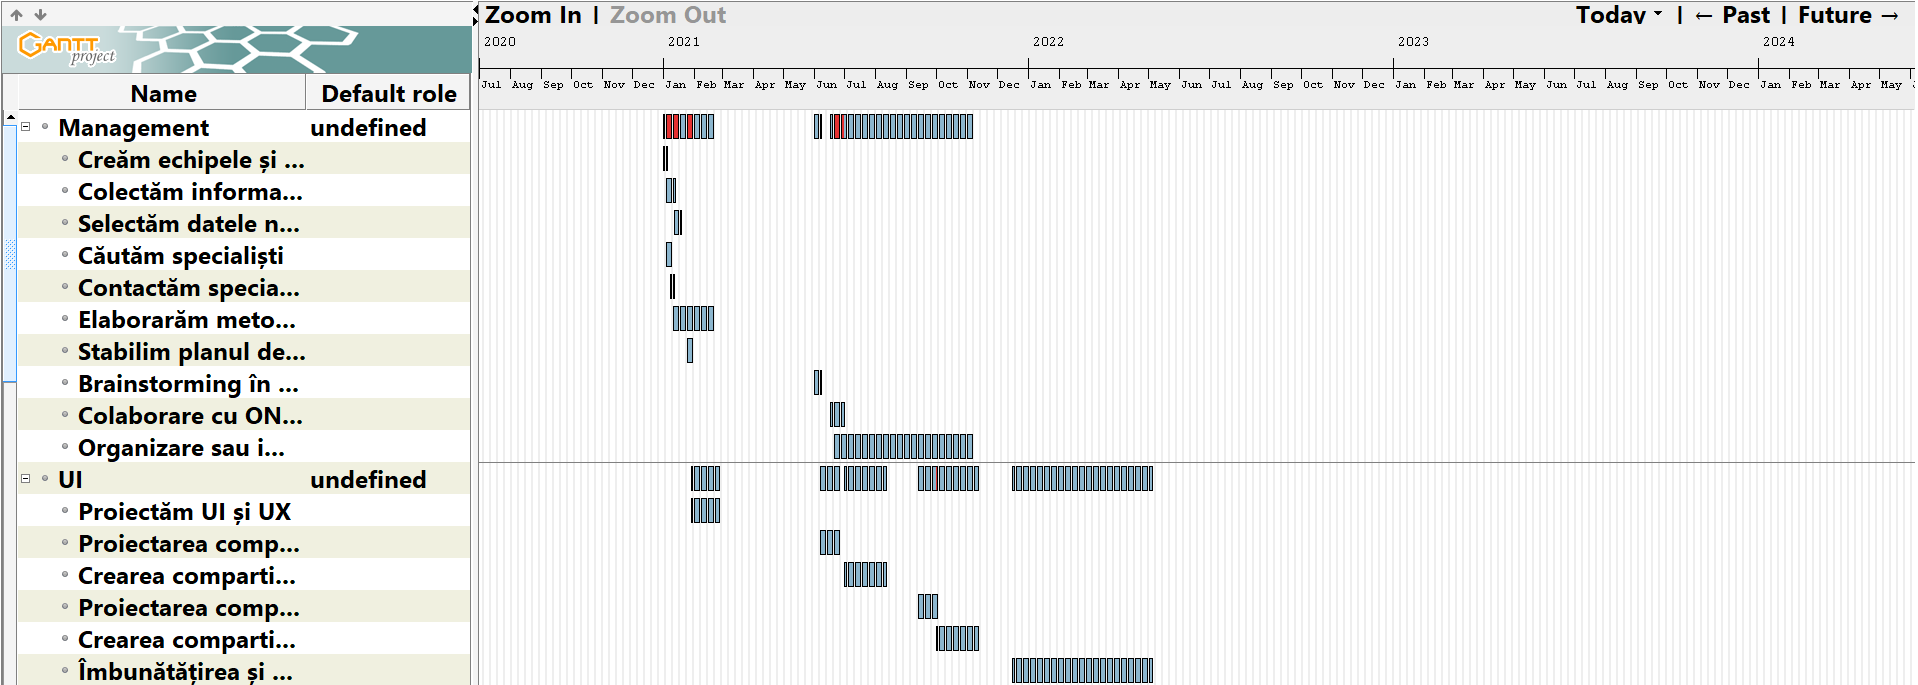 Zoom In | Zoom Out
Today | ← Past | Future →
GANTT project
2020 2021 2022 2023 2024
Jul Aug Sep Oct Nov Dec Jan Feb Mar Apr May Jun Jul Aug Sep Oct Nov Dec Jan Feb Mar Apr May Jun Jul Aug Sep Oct Nov Dec Jan Feb Mar Apr May Jun Jul Aug Sep Oct Nov Dec Jan Feb Mar Apr May
Name Default role
Management undefined
Creăm echipele și ...
Colectăm informa...
Selectăm datele n...
Căutăm specialiști
Contactăm specia...
Elaborarăm meto...
Stabilim planul de...
Brainstorming în ...
Colaborare cu ON...
Organizare sau i...
UI undefined
Proiectăm UI și UX
Proiectarea comp...
Crearea comparti...
Proiectarea comp...
Crearea comparti...
Îmbunătățirea și ...